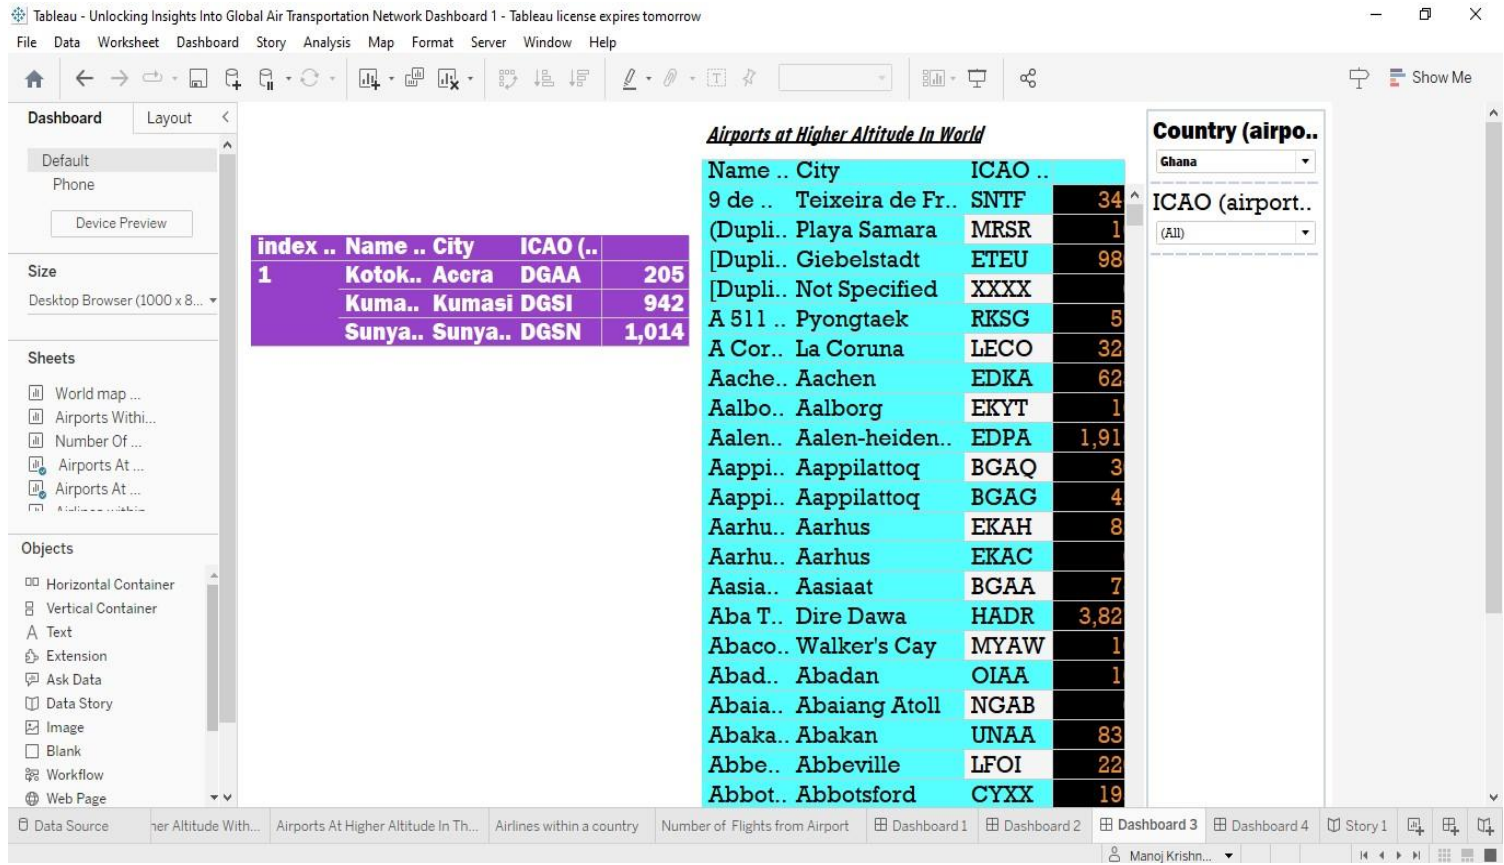 Tableau - Unlocking Insights Into Global Air Transportation Network Dashboard 1 - Tableau license expires tomorrow
File Data Worksheet Dashboard Story Analysis Map Format Server Window Help
Show Me
Dashboard Layout
Default
Phone
Device Preview
Size
Desktop Browser (1000 x 8...
Sheets
World map ...
Airports Withi...
Number Of ...
Airports At ...
Airports At ...
Objects
Horizontal Container
Vertical Container
Text
Extension
Ask Data
Data Story
Image
Blank
Workflow
Web Page
index .. Name .. City ICAO (..
1 Kotok.. Accra DGAA 205
Kuma.. Kumasi DGSI 942
Sunya.. Sunya.. DGSN 1,014
Airports at Higher Altitude In World
Name .. City ICAO ..
9 de .. Teixeira de Fr.. SNTF 34
(Dupli.. Playa Samara MRSR 1
[Dupli.. Giebelstadt ETEU 98
[Dupli.. Not Specified XXXX
A 511 .. Pyongtaek RKSG 5
A Cor.. La Coruna LECO 32
Aache.. Aachen EDKA 62
Aalbo.. Aalborg EKYT 1
Aalen.. Aalen-heiden.. EDPA 1,91
Aappi.. Aappilattoq BGAQ 3
Aappi.. Aappilattoq BGAG 4
Aarhu.. Aarhus EKAH 8
Aarhu.. Aarhus EKAC
Aasia.. Aasiaat BGAA 7
Aba T.. Dire Dawa HADR 3,82
Abaco.. Walker's Cay MYAW 1
Abad.. Abadan OIAA 1
Abaia.. Abaiang Atoll NGAB
Abaka.. Abakan UNAA 83
Abbe.. Abbeville LFOI 22
Abbot.. Abbotsford CYXX 19
Country (airpo..
Ghana
ICAO (airport..
(All)
Data Source her Altitude With... Airports At Higher Altitude In Th... Airlines within a country Number of Flights from Airport Dashboard 1 Dashboard 2 Dashboard 3 Dashboard 4 Story 1
Manoj Krishn...